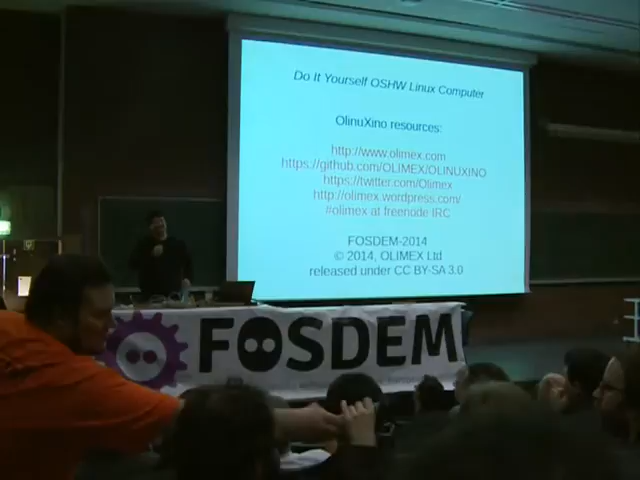 Do It Yourself OSHW Linux Computer
OlinuXino resources:
http://www.olimex.com
https://github.com/OLIMEX/OLINUXINO
https://twitter.com/Olimex
http://olimex.wordpress.com/
#olimex at freenode IRC
FOSDEM-2014
© 2014, OLIMEX Ltd
released under CC BY-SA 3.0
FOSDEM